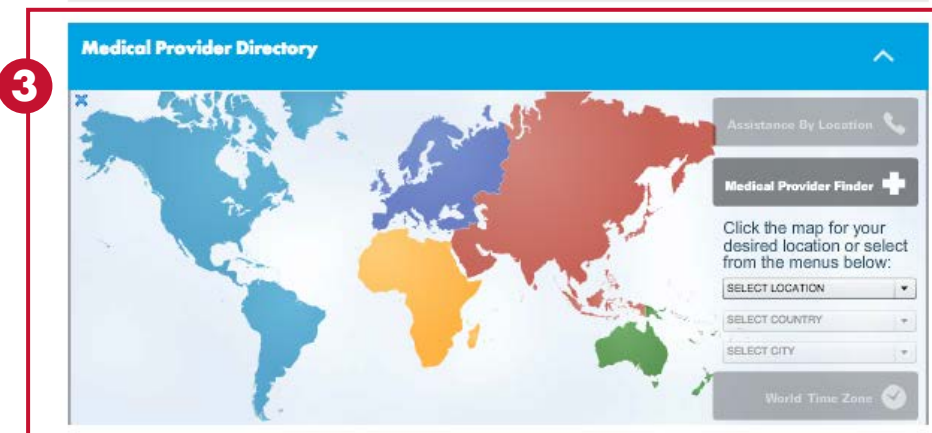 3
Medical Provider Directory
Assistance By Location
Medical Provider Finder
Click the map for your
desired location or select
from the menus below:
SELECT LOCATION
SELECT COUNTRY
SELECT CITY
World Time Zone